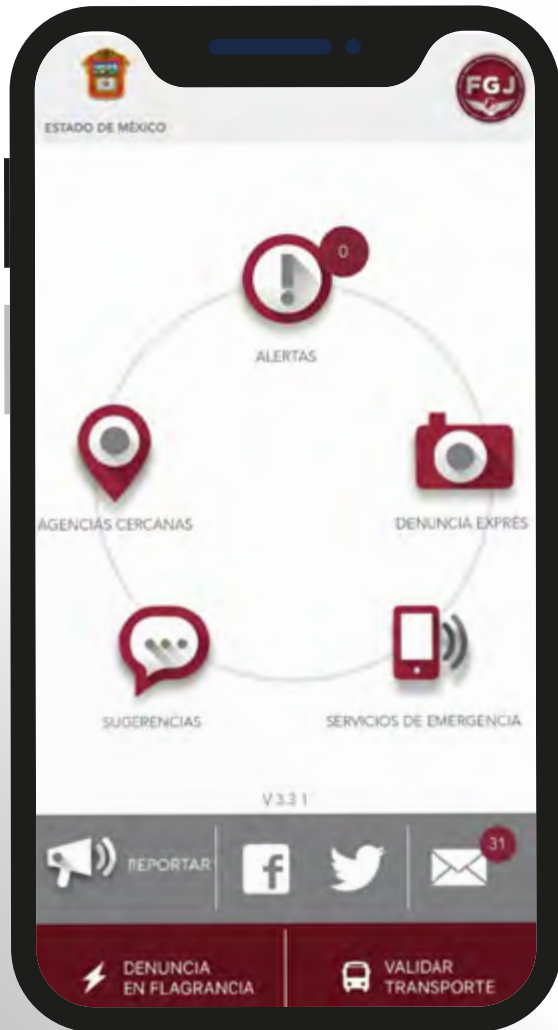 ESTADO DE MÉXICO
FGJ
0
ALERTAS
AGENCIAS CERCANAS
DENUNCIA EXPRÉS
SUGERENCIAS
SERVICIOS DE EMERGENCIA
V 3.3.1
REPORTAR
31
DENUNCIA
EN FLAGRANCIA
VALIDAR
TRANSPORTE